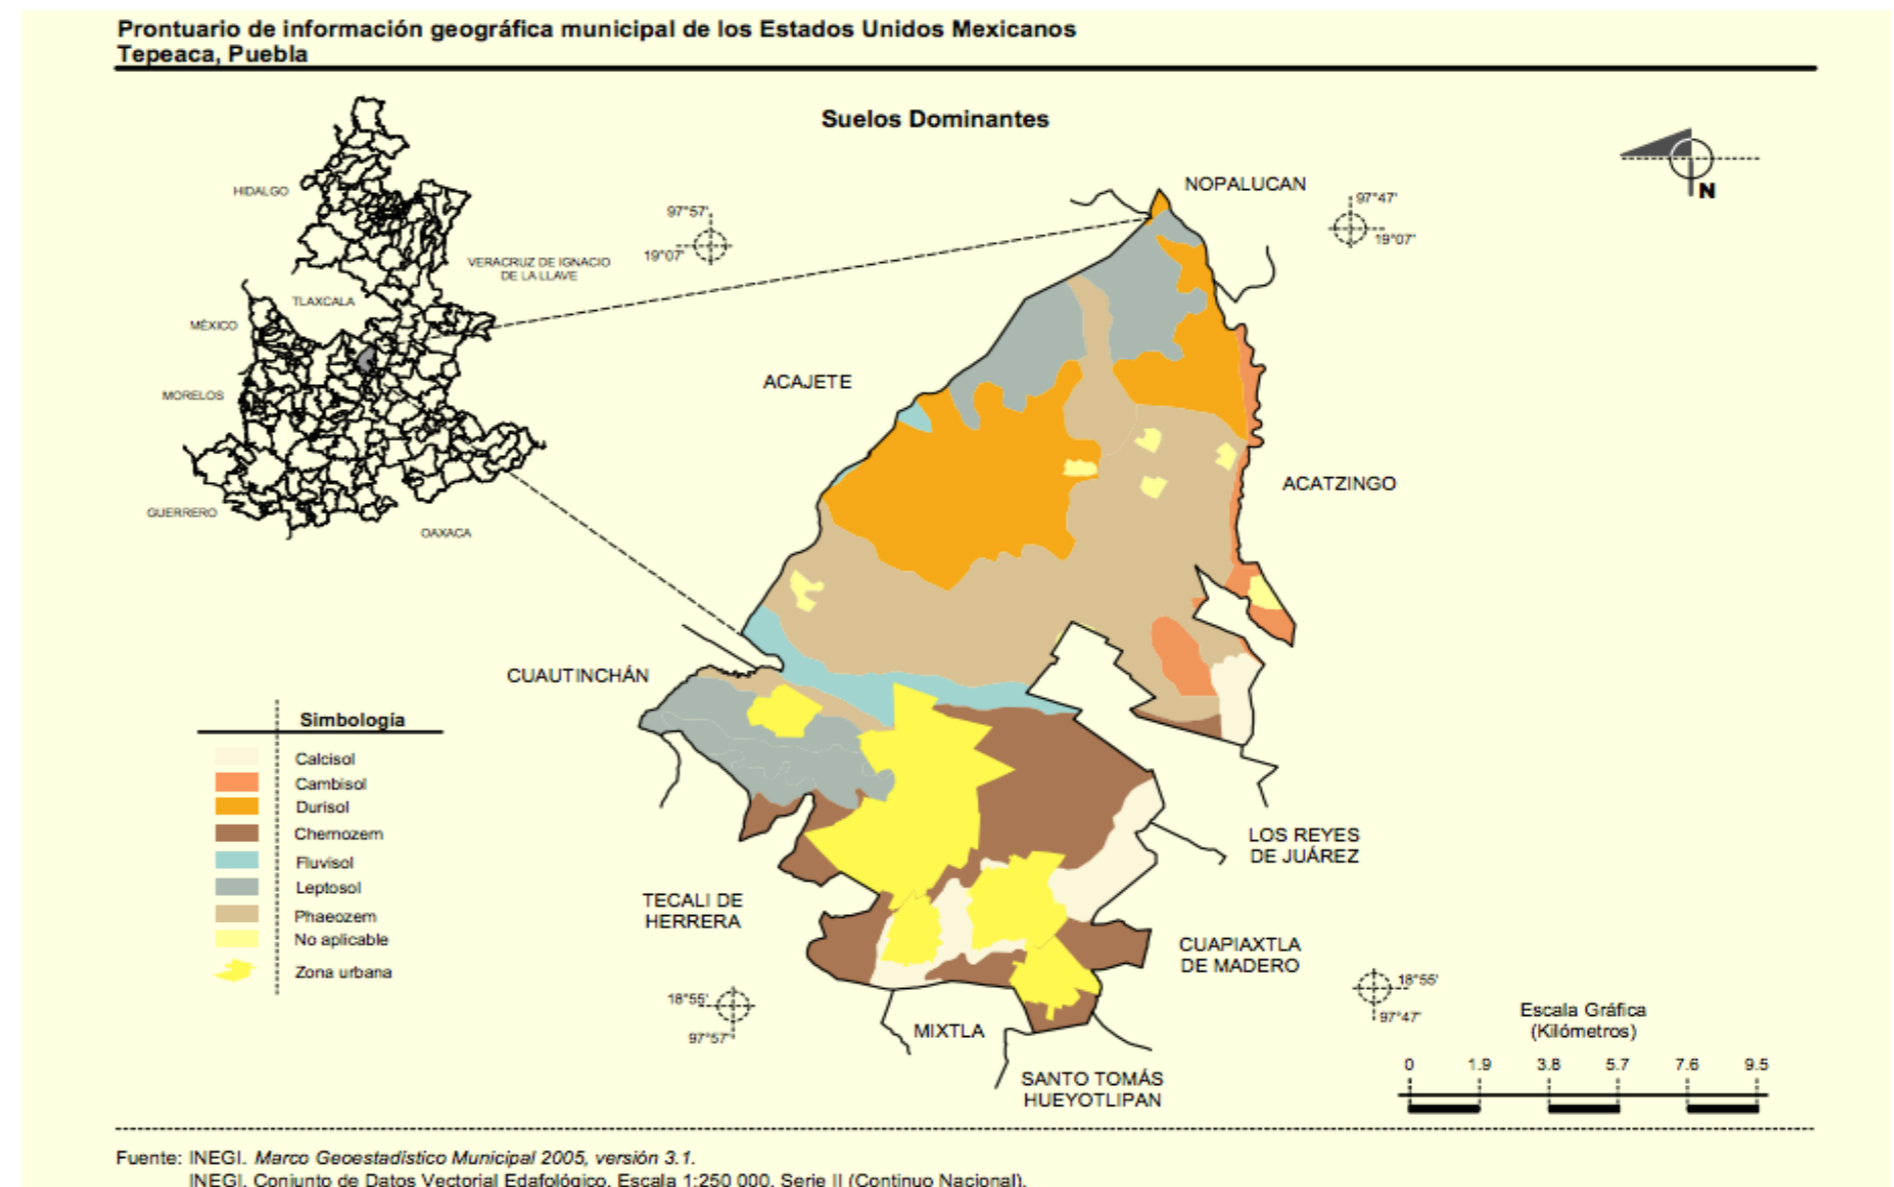 Prontuario de información geográfica municipal de los Estados Unidos Mexicanos
Tepeaca, Puebla
Suelos Dominantes
N
HIDALGO
VERACRUZ DE IGNACIO
DE LA LLAVE
TLAXCALA
MÉXICO
MORELOS
GUERRERO
OAXACA
97°57'
19°07'
97°47'
19°07'
NOPALUCAN
ACAJETE
ACATZINGO
CUAUTINCHÁN
LOS REYES
DE JUÁREZ
TECALI DE
HERRERA
CUAPIAXTLA
DE MADERO
MIXTLA
SANTO TOMÁS
HUEYOTLIPAN
18°55'
97°57'
18°55'
97°47'
Simbología
Calcisol
Cambisol
Durisol
Chernozem
Fluvisol
Leptosol
Phaeozem
No aplicable
Zona urbana
Escala Gráfica
(Kilómetros)
0 1.9 3.8 5.7 7.6 9.5
Fuente: INEGI. Marco Geoestadístico Municipal 2005, versión 3.1.
INEGI. Conjunto de Datos Vectorial Edafológico. Escala 1:250 000. Serie II (Continuo Nacional).